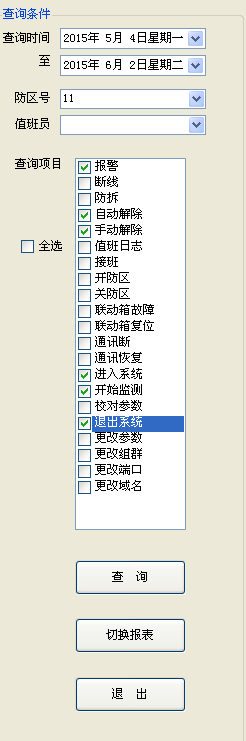 查询条件
查询时间 2015年 5月 4日星期一
至 2015年 6月 2日星期二
防区号 11
值班员
查询项目 报警
断线
防拆
自动解除
手动解除
全选 值班日志
接班
开防区
关防区
联动箱故障
联动箱复位
通讯断
通讯恢复
进入系统
开始监测
校对参数
退出系统
更改参数
更改组群
更改端口
更改域名
查 询
切换报表
退 出